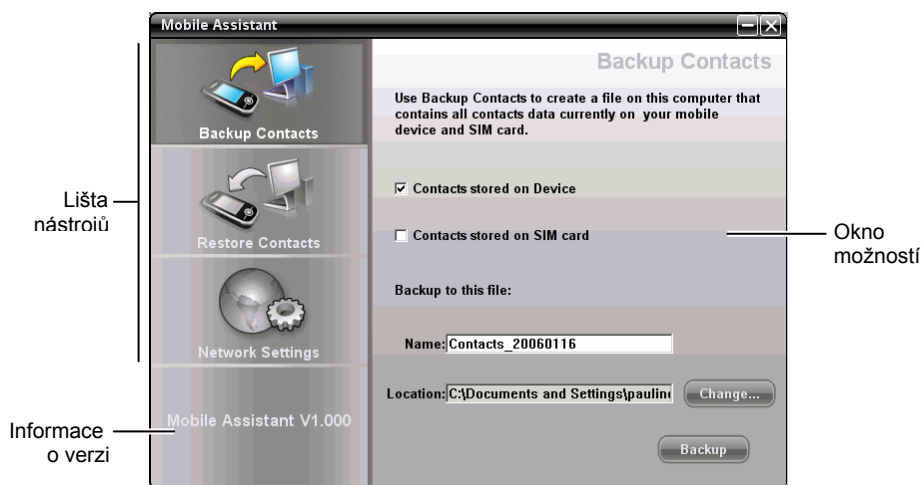 Mobile Assistant
Backup Contacts
Restore Contacts
Network Settings
Mobile Assistant V1.000
Backup Contacts
Use Backup Contacts to create a file on this computer that
contains all contacts data currently on your mobile
device and SIM card.
Contacts stored on Device
Contacts stored on SIM card
Backup to this file:
Name: Contacts_20060116
Location: C:\Documents and Settings\pauline Change...
Backup
Lišta
nástrojů
Informace
o verzi
Okno
možností